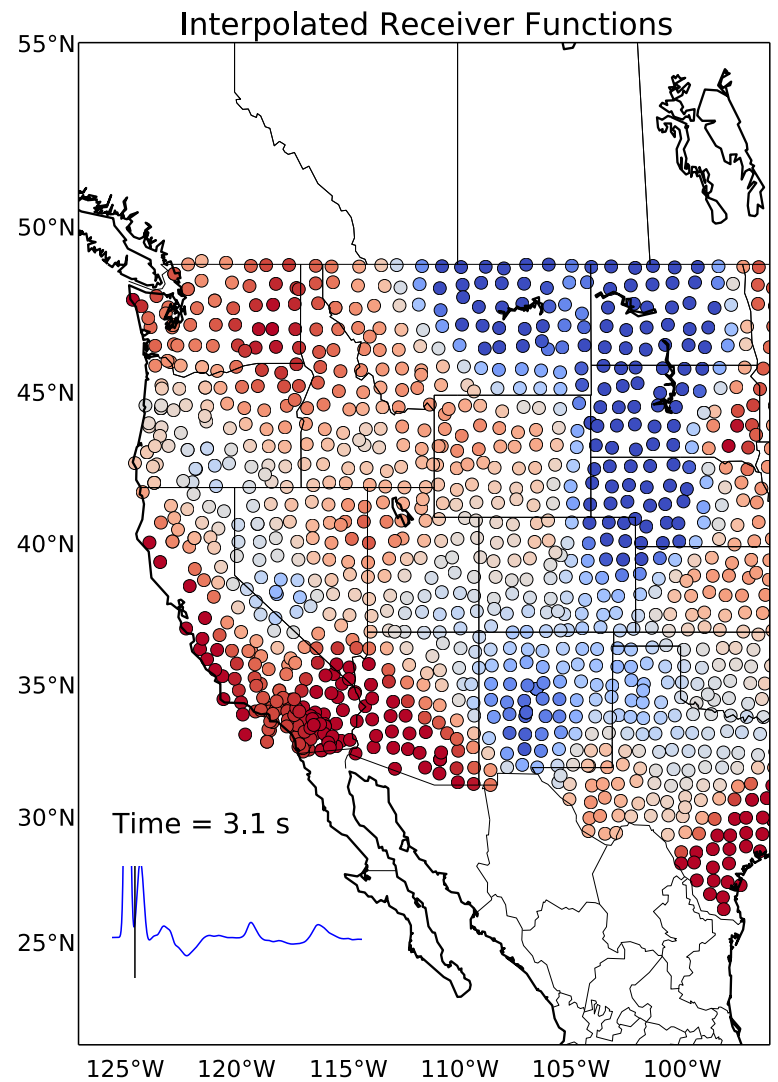 Interpolated Receiver Functions
55°N
50°N
45°N
40°N
35°N
30°N
25°N
Time = 3.1 s
125°W 120°W 115°W 110°W 105°W 100°W